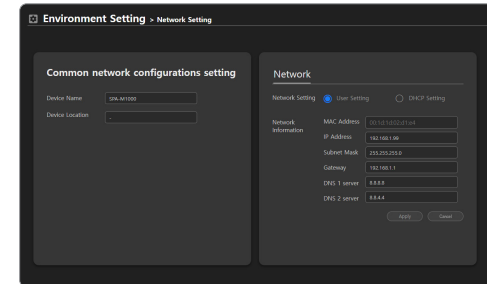 Environment Setting > Network Setting
Common network configurations setting
Device Name SPA-M1000
Device Location -
Network
Network Setting User Setting DHCP Setting
Network Information
MAC Address
IP Address 192.168.1.99
Subnet Mask 255.255.255.0
Gateway 192.168.1.1
DNS 1 server 8.8.8.8
DNS 2 server 8.8.4.4
Apply Cancel